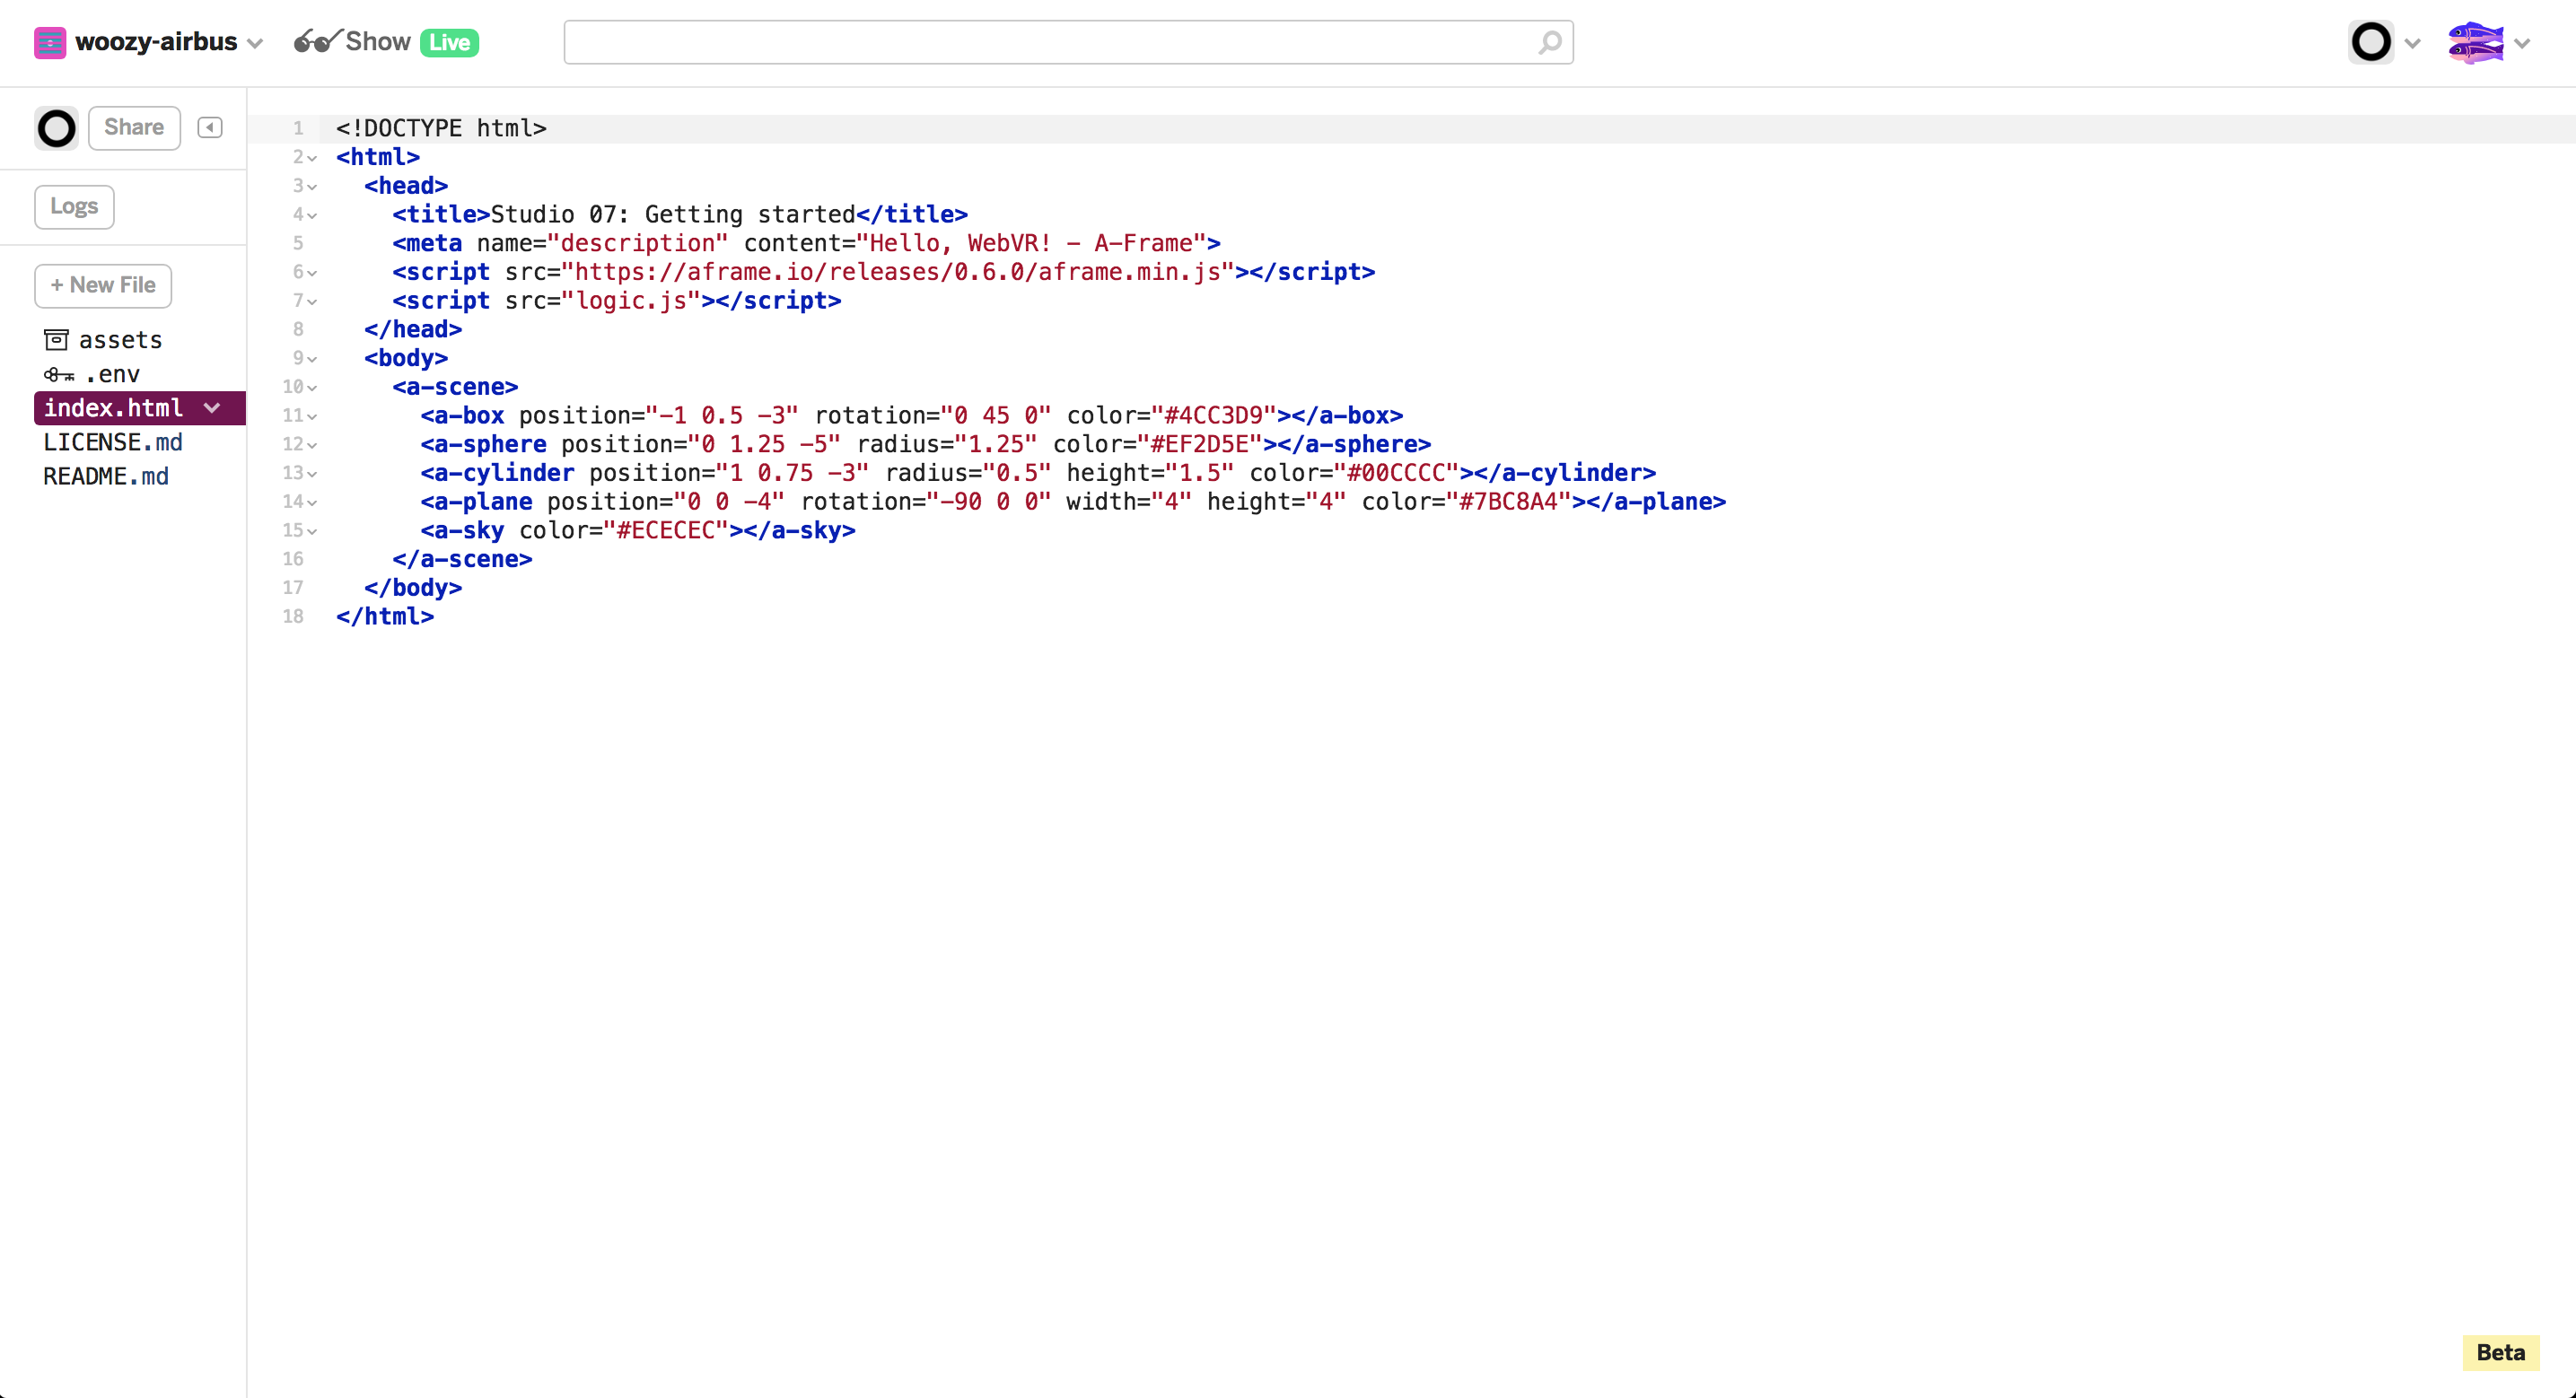 woozy-airbus Show Live
Share
Logs
+ New File
assets
.env
index.html
LICENSE.md
README.md
1 <!DOCTYPE html>
2 <html>
3 <head>
4 <title>Studio 07: Getting started</title>
5 <meta name="description" content="Hello, WebVR! - A-Frame">
6 <script src="https://aframe.io/releases/0.6.0/aframe.min.js"></script>
7 <script src="logic.js"></script>
8 </head>
9 <body>
10 <a-scene>
11 <a-box position="-1 0.5 -3" rotation="0 45 0" color="#4CC3D9"></a-box>
12 <a-sphere position="0 1.25 -5" radius="1.25" color="#EF2D5E"></a-sphere>
13 <a-cylinder position="1 0.75 -3" radius="0.5" height="1.5" color="#00CCCC"></a-cylinder>
14 <a-plane position="0 0 -4" rotation="-90 0 0" width="4" height="4" color="#7BC8A4"></a-plane>
15 <a-sky color="#ECECEC"></a-sky>
16 </a-scene>
17 </body>
18 </html>
Beta